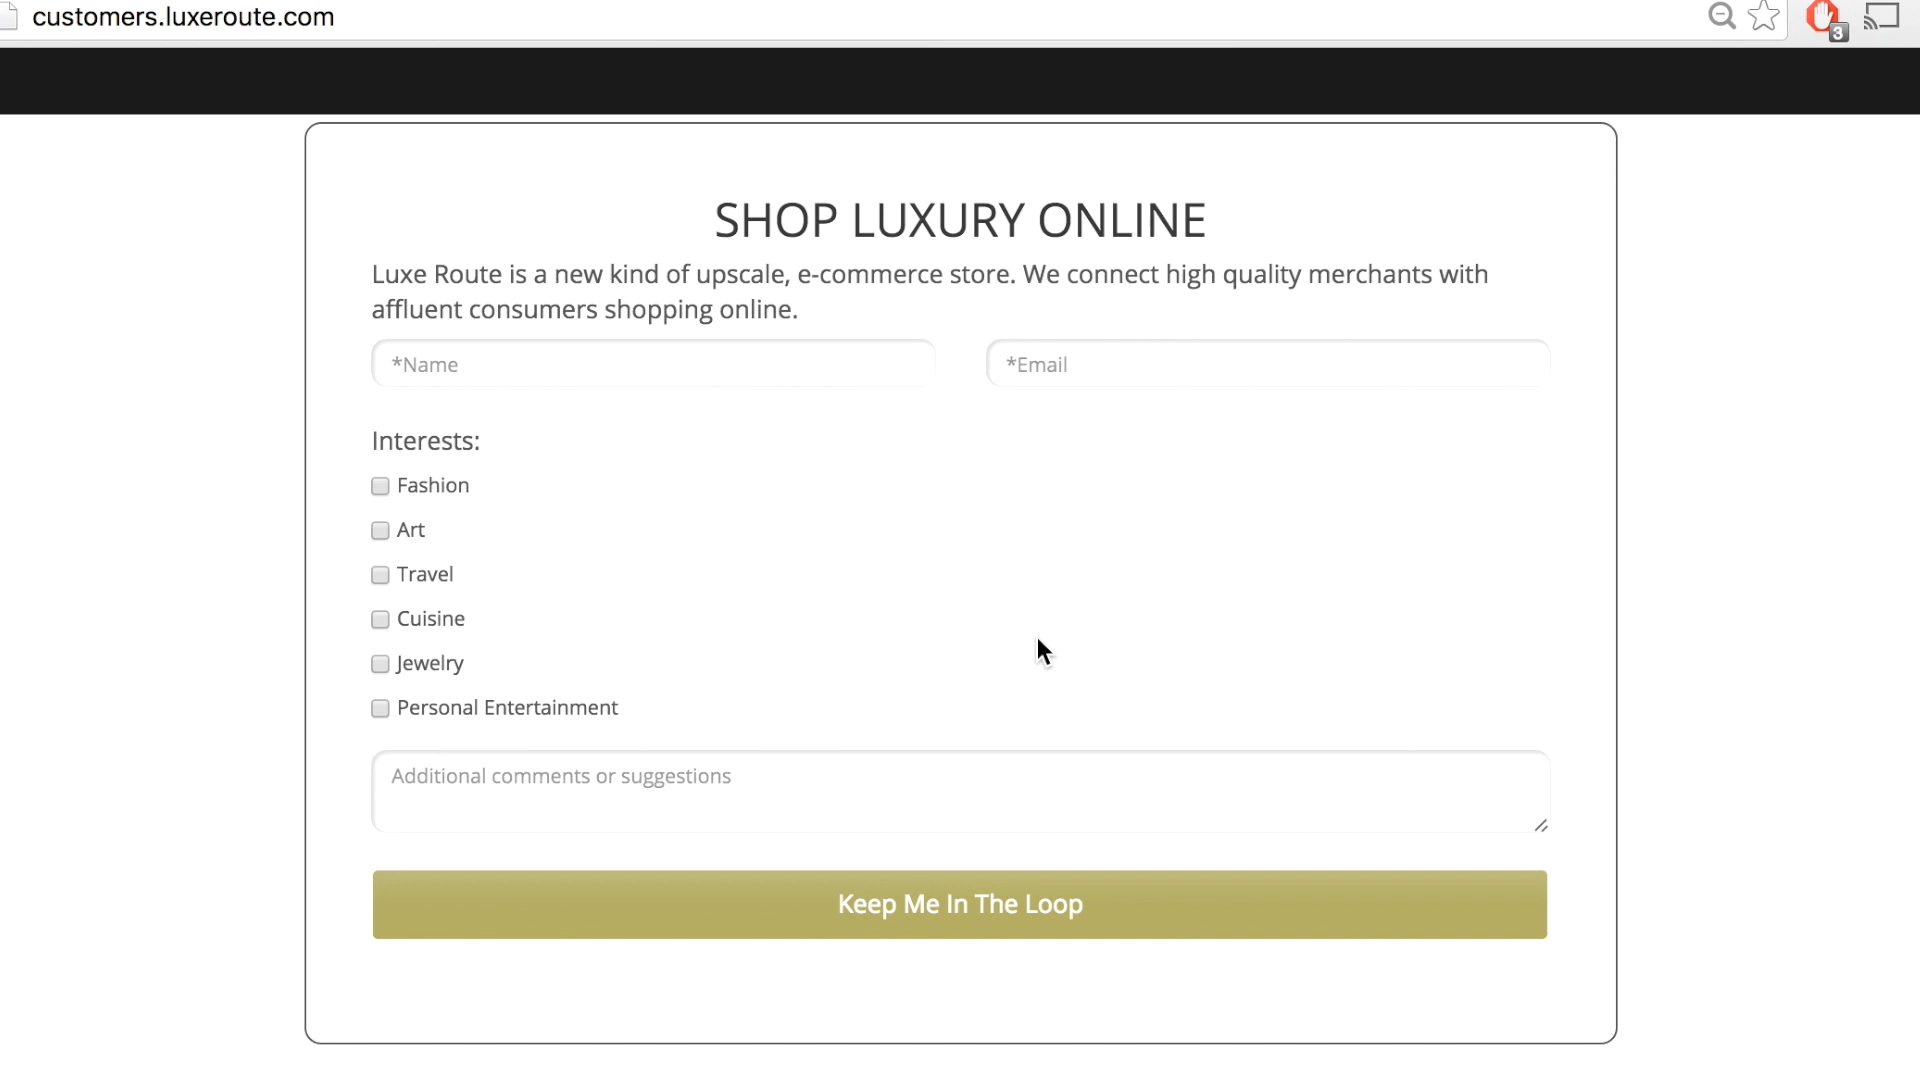 customers.luxeroute.com
3
SHOP LUXURY ONLINE
Luxe Route is a new kind of upscale, e-commerce store. We connect high quality merchants with
affluent consumers shopping online.
*Name
*Email
Interests:
Fashion
Art
Travel
Cuisine
Jewelry
Personal Entertainment
Additional comments or suggestions
Keep Me In The Loop